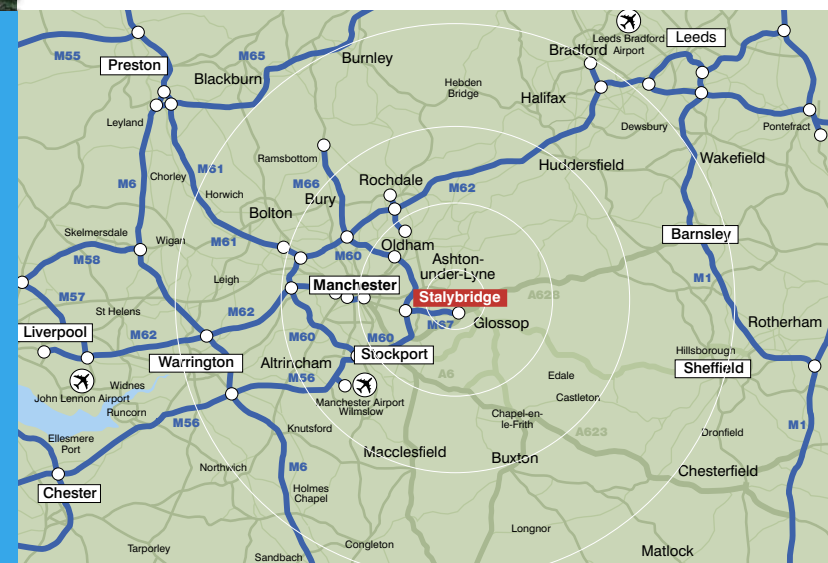 Leeds Bradford
Airport
Leeds
Bradford
M55
M65
Burnley
Preston
Blackburn
Hebden
Bridge
Halifax
Leyland
Dewsbury
Pontefract
Ramsbottom
Huddersfield
Wakefield
M61
Chorley
M6
M66
Rochdale
M62
Horwich
Bury
Bolton
Skelmersdale
Wigan
M61
Barnsley
Oldham
M60
Ashton-
under-Lyne
M58
Leigh
Manchester
M1
M57
Stalybridge
A628
St Helens
M62
M67
Glossop
Rotherham
Liverpool
M62
M60
M60
Stockport
Hillsborough
Warrington
Altrincham
Sheffield
M56
A6
Edale
Widnes
John Lennon Airport
Castleton
Runcorn
Manchester Airport
Wilmslow
Chapel-en-
le-Frith
M56
Knutsford
A623
M1
Ellesmere
Port
Dronfield
Macclesfield
Buxton
Northwich
M6
Chesterfield
Chester
Holmes
Chapel
Longnor
Tarporley
Congleton
Matlock
Sandbach